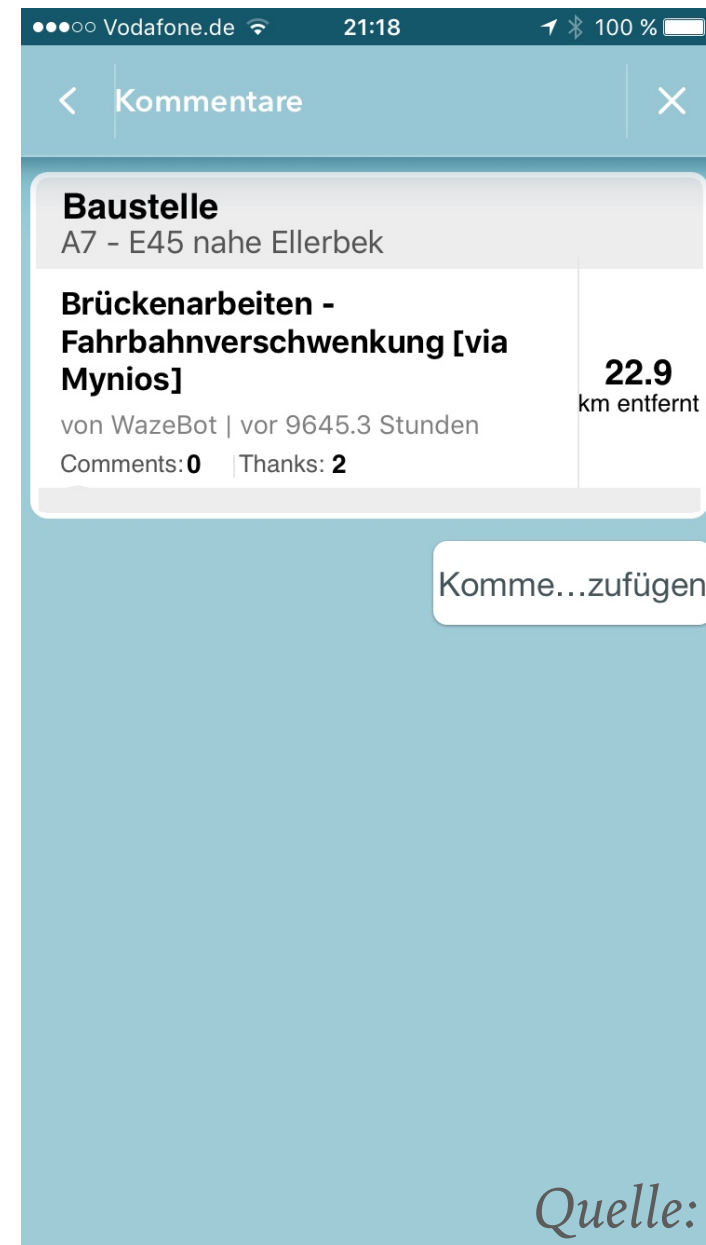 Vodafone.de 21:18 100 %
Kommentare
Baustelle
A7 - E45 nahe Ellerbek
Brückenarbeiten -
Fahrbahnverschwenkung [via
Mynios]
22.9
km entfernt
von WazeBot | vor 9645.3 Stunden
Comments: 0 Thanks: 2
Komme...zufügen
Quelle: